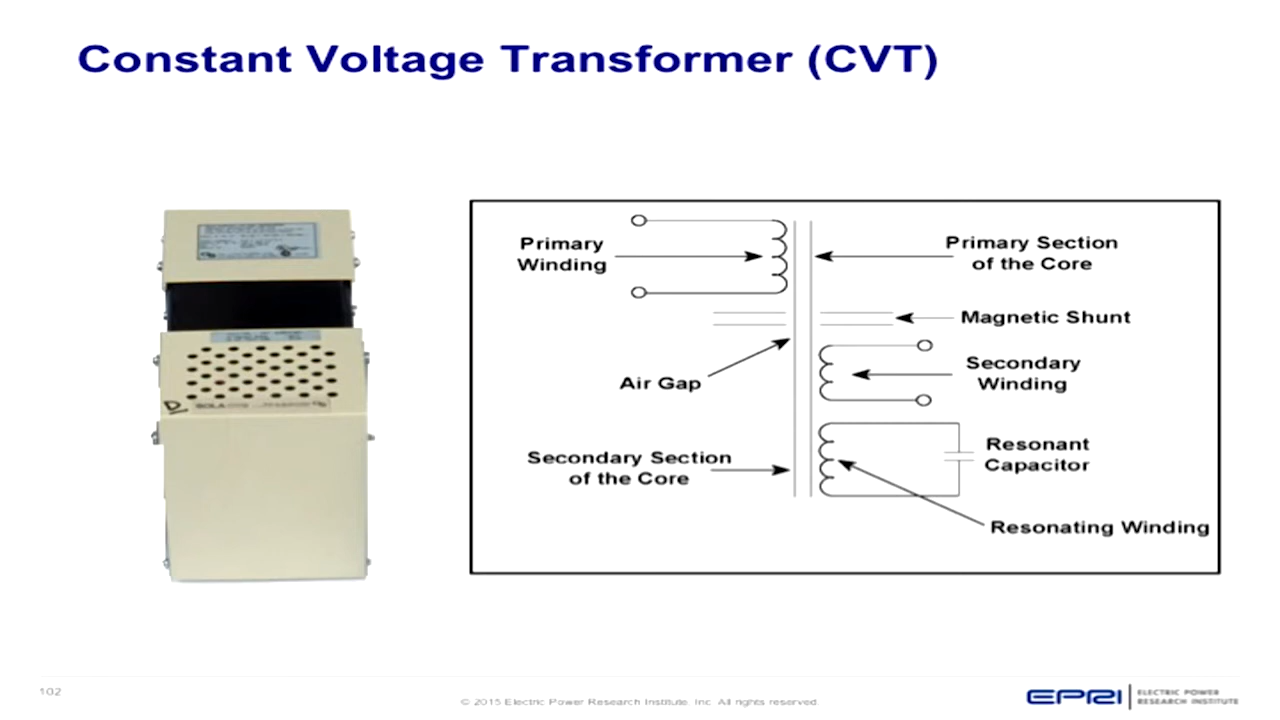 Constant Voltage Transformer (CVT)
Primary
Winding
Primary Section
of the Core
Magnetic Shunt
Air Gap
Secondary
Winding
Secondary Section
of the Core
Resonant
Capacitor
Resonating Winding
102
© 2015 Electric Power Research Institute, Inc. All rights reserved.
EPRI
ELECTRIC POWER
RESEARCH INSTITUTE
SOLA